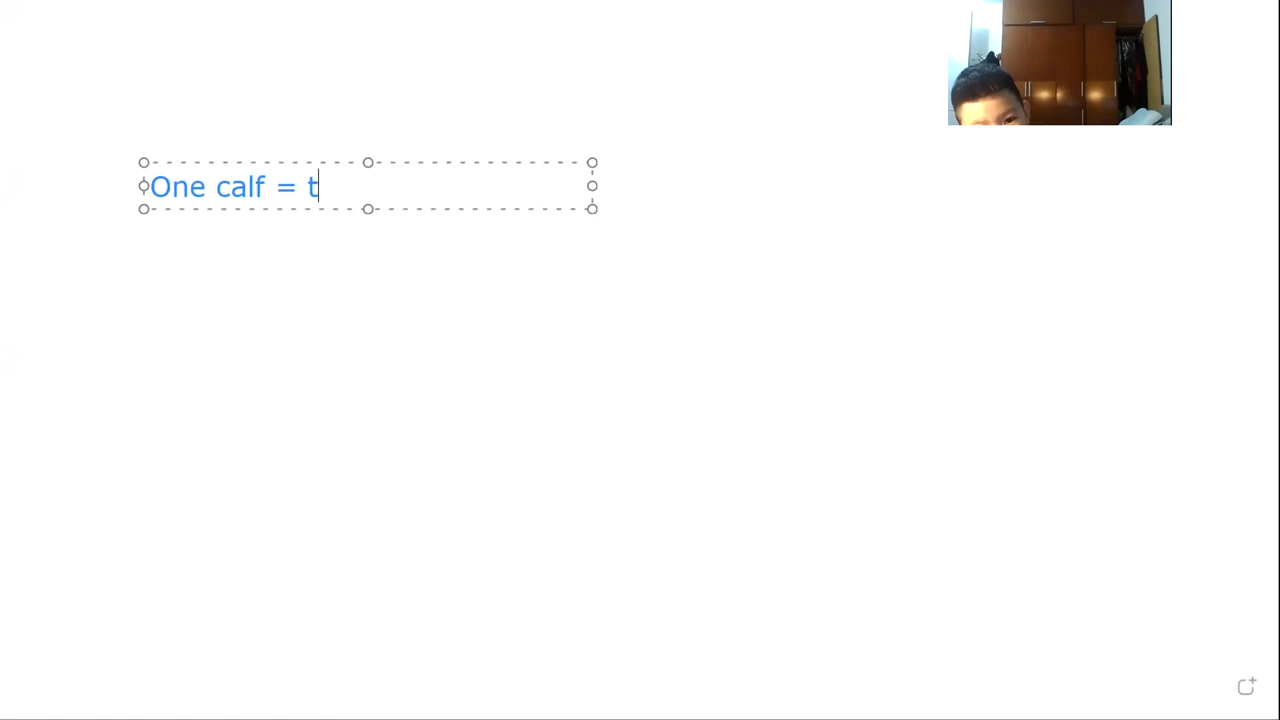 One calf = t